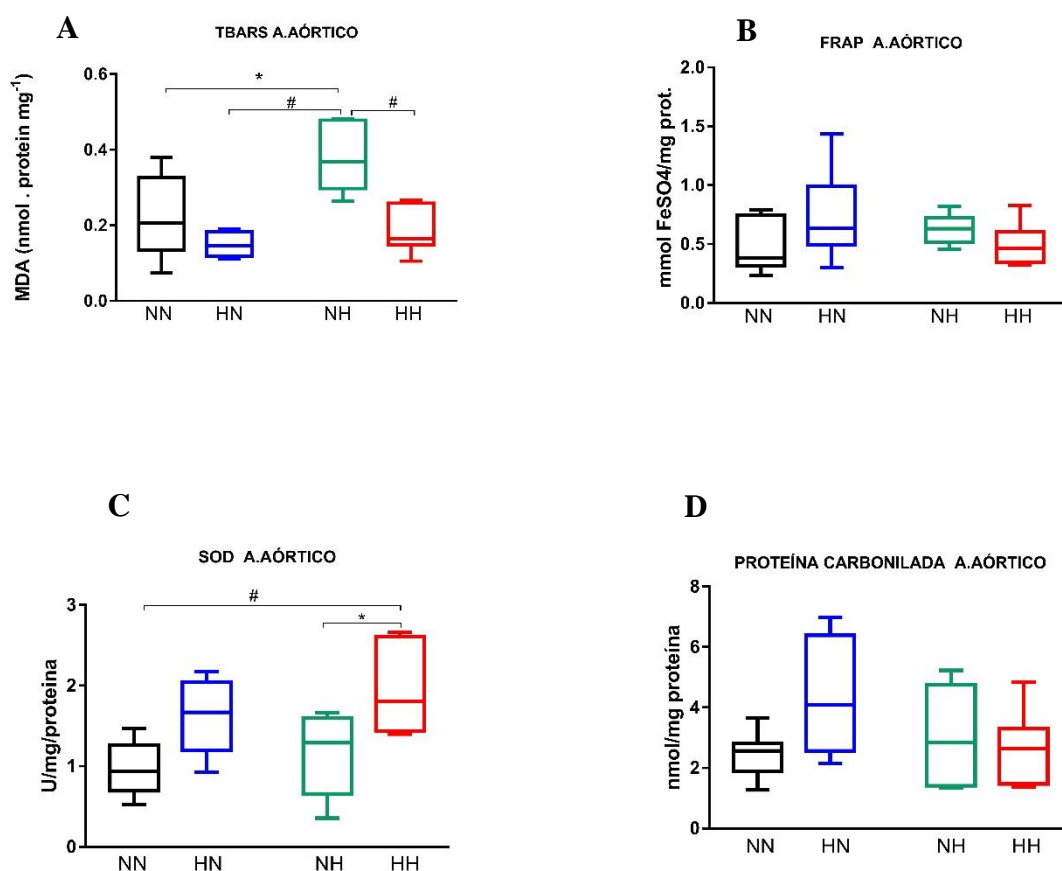 A
TBARS A.AÓRTICO
MDA (nmol . protein mg-1)
0.6
0.4
0.2
0.0
*
#
#
NN HN NH HH
B
FRAP A.AÓRTICO
mmol FeSO4/mg prot.
2.0
1.5
1.0
0.5
0.0
NN HN NH HH
C
SOD A.AÓRTICO
U/mg/proteina
3
2
1
0
#
*
NN HN NH HH
D
PROTEÍNA CARBONILADA A.AÓRTICO
nmol/mg proteína
8
6
4
2
0
NN HN NH HH